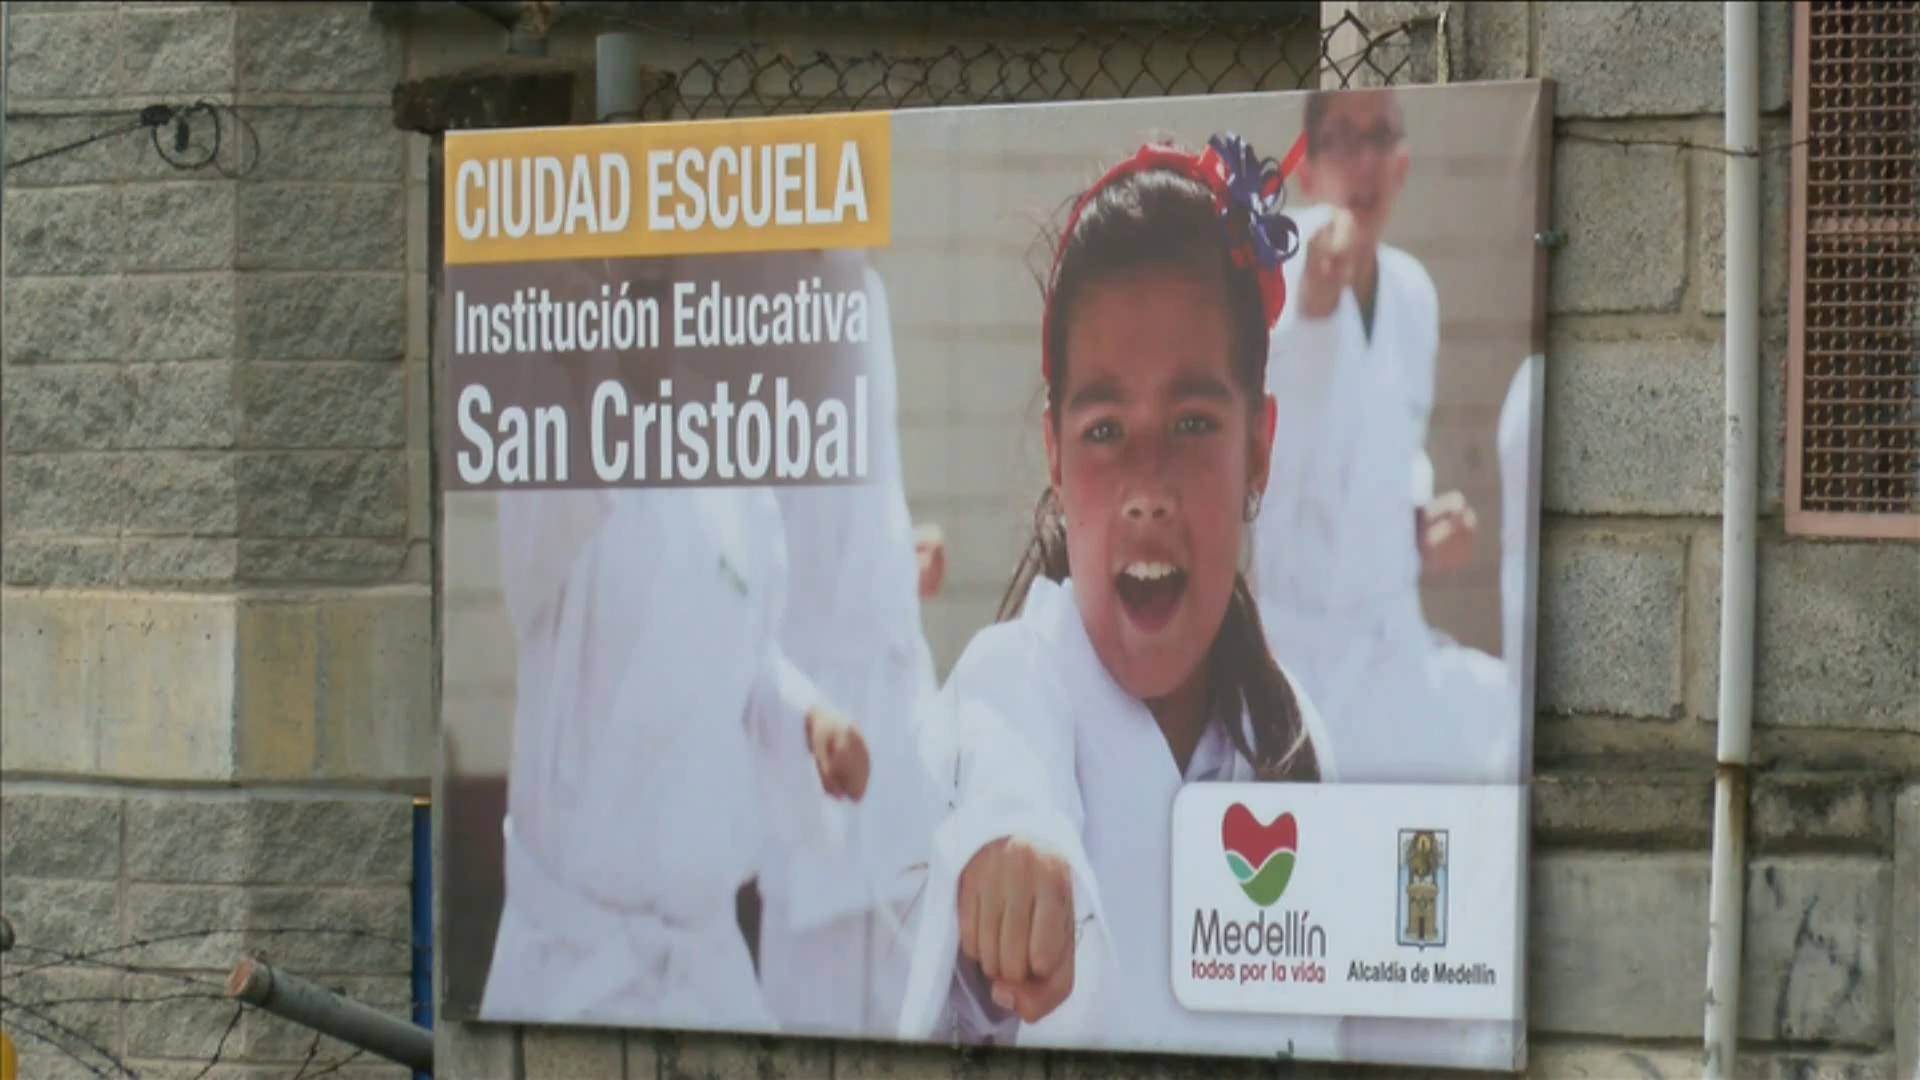 CIUDAD ESCUELA
Institución Educativa
San Cristóbal
Medellín
todos por la vida
Alcaldía de Medellín